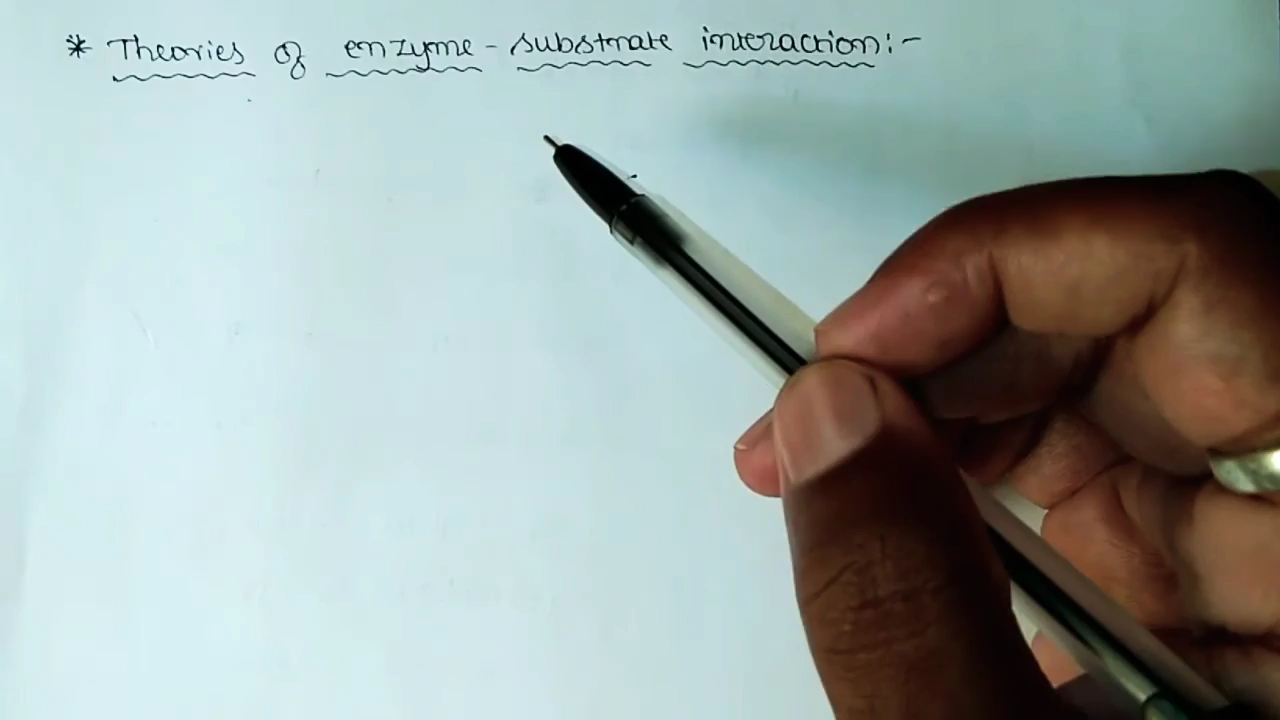 * Theories of enzyme - substrate interaction :-